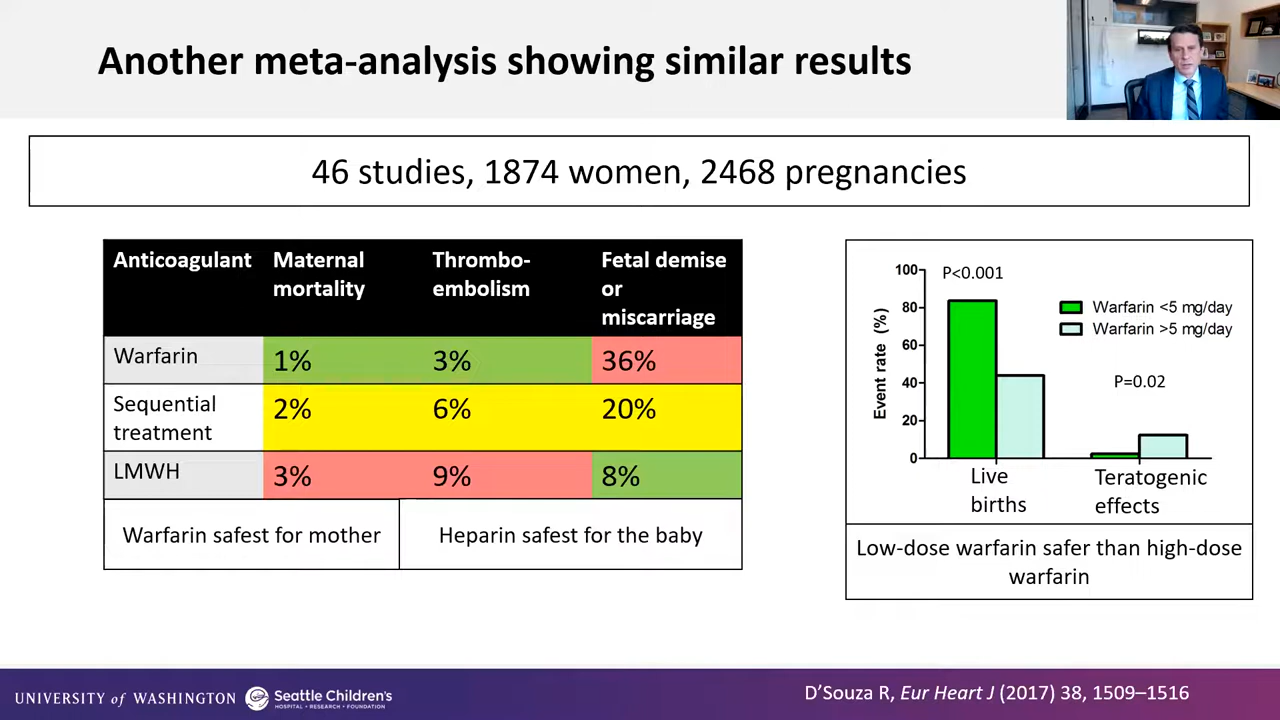 Another meta-analysis showing similar results
46 studies, 1874 women, 2468 pregnancies
Anticoagulant
Maternal
mortality
Thrombo-
embolism
Fetal demise
or
miscarriage
Warfarin
1%
3%
36%
Sequential
treatment
2%
6%
20%
LMWH
3%
9%
8%
Warfarin safest for mother
Heparin safest for the baby
Event rate (%)
100
80
60
40
20
0
P<0.001
Warfarin <5 mg/day
Warfarin >5 mg/day
P=0.02
Live
births
Teratogenic
effects
Low-dose warfarin safer than high-dose
warfarin
UNIVERSITY of WASHINGTON
Seattle Children's
HOSPITAL • RESEARCH • FOUNDATION
D'Souza R, Eur Heart J (2017) 38, 1509–1516